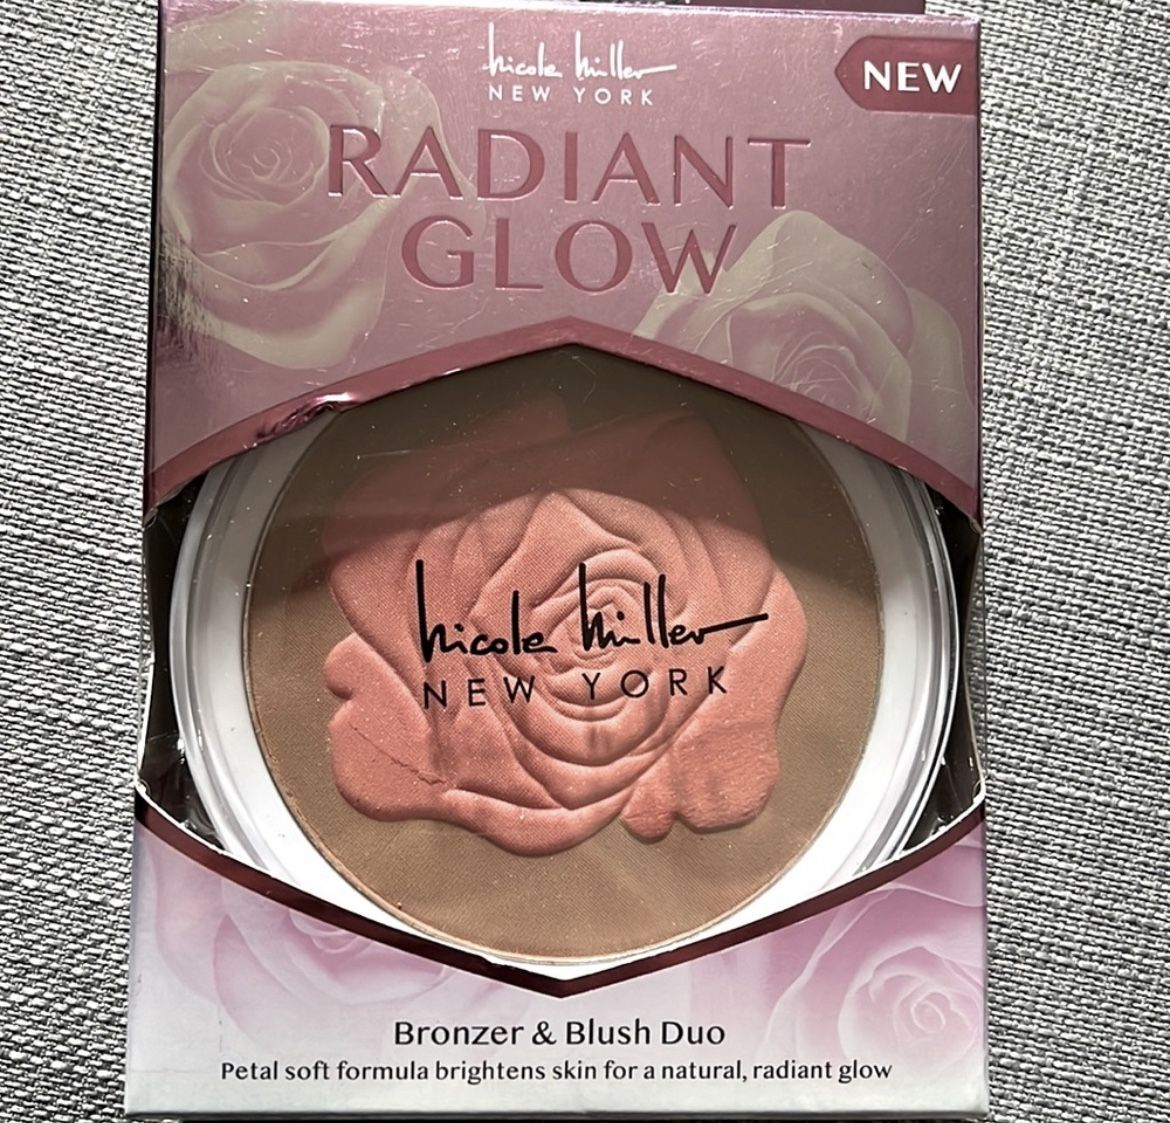 nicole miller
NEW YORK
NEW
RADIANT
GLOW
nicole miller
NEW YORK
Bronzer & Blush Duo
Petal soft formula brightens skin for a natural, radiant glow